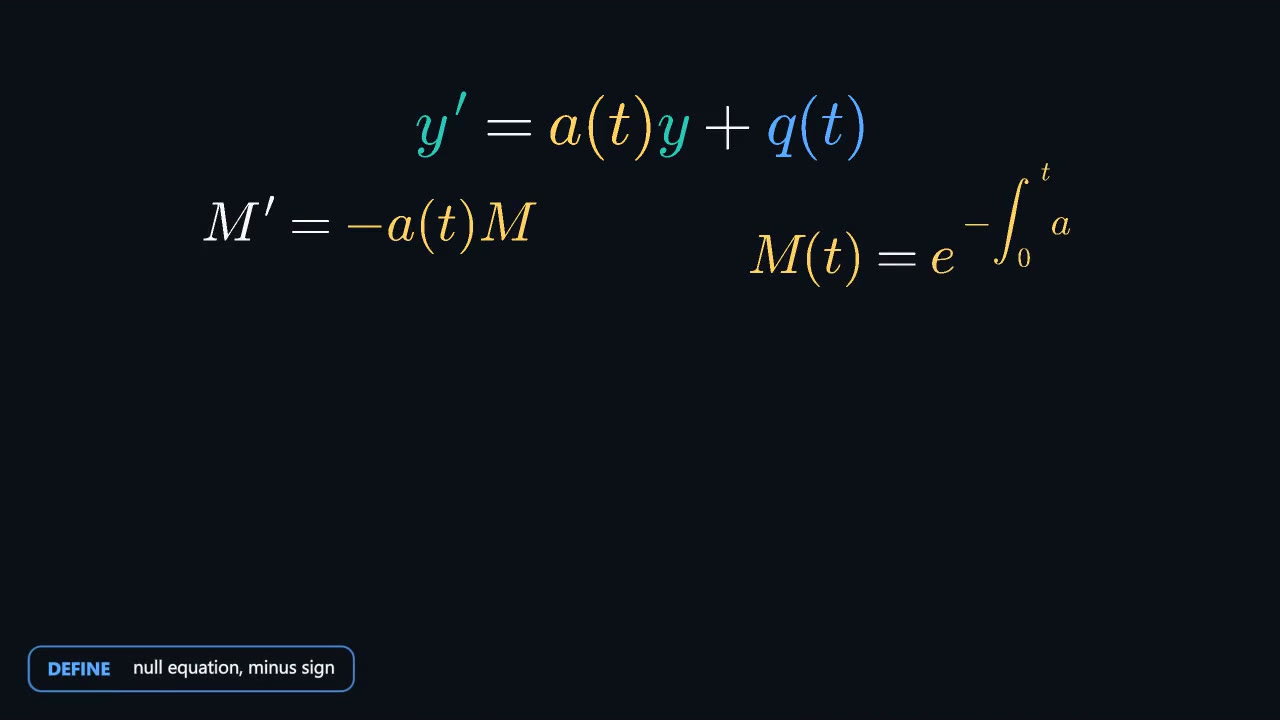 y′ = a(t)y + q(t)
M′ = −a(t)M
M(t) = e^{−∫_0^t a}
DEFINE null equation, minus sign